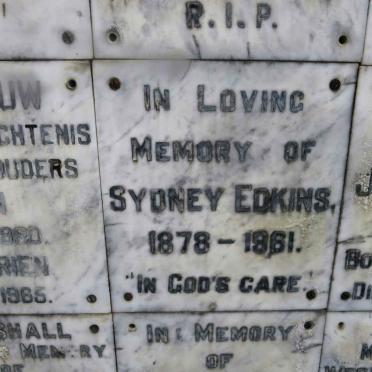 R.I.P.
UW
CHTENIS
OUDERS
RIEN
1965.
IN LOVING
MEMORY OF
SYDNEY EDKINS,
1878 - 1961.
"IN GOD'S CARE."
SHALL
MEMORY
IN MEMORY
OF